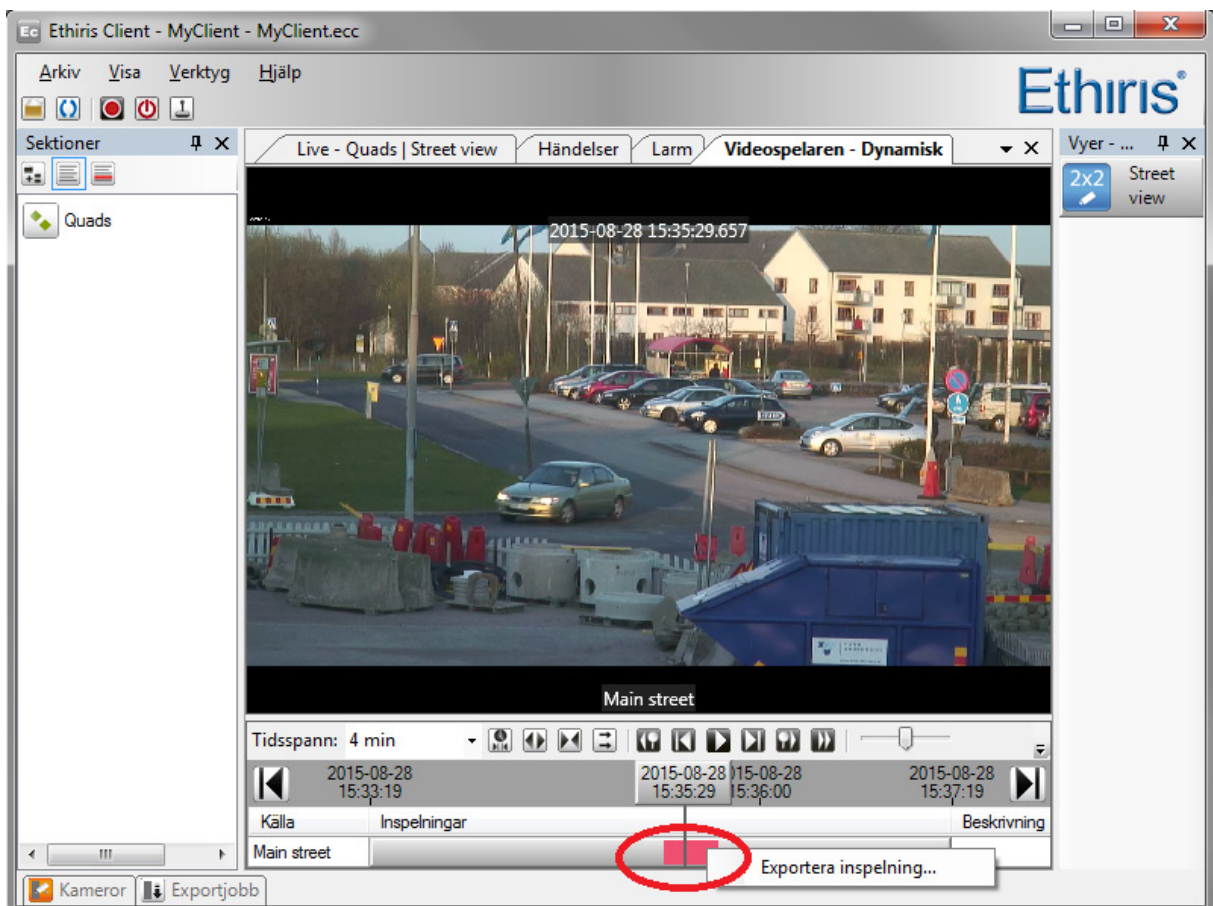 Ec Ethiris Client - MyClient - MyClient.ecc
Arkiv Visa Verktyg Hjälp
Ethiris
Sektioner
Live - Quads | Street view
Händelser
Larm
Videospelaren - Dynamisk
Vyer - ...
2x2 Street view
Quads
2015-08-28 15:35:29.657
Main street
Tidsspann: 4 min
2015-08-28 15:33:19
2015-08-28 15:35:29
15-08-28 15:36:00
2015-08-28 15:37:19
Källa Inspelningar Beskrivning
Main street
Exportera inspelning...
Kameror Exportjobb